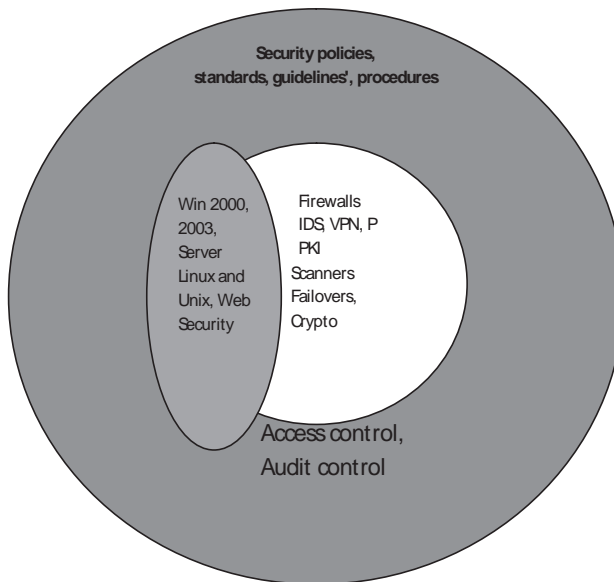 Security policies,
standards, guidelines', procedures
Win 2000,
2003,
Server
Linux and
Unix, Web
Security
Firewalls
IDS, VPN, P
PKI
Scanners
Failovers,
Crypto
Access control,
Audit control